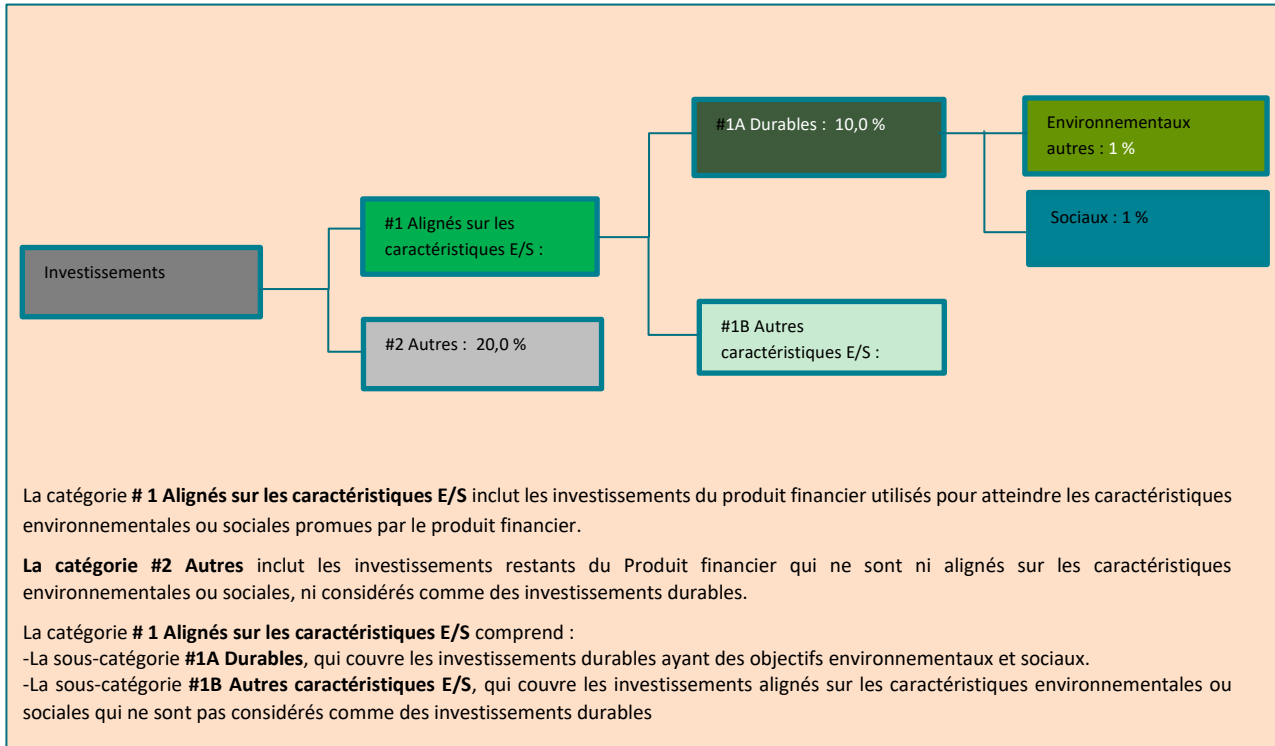 #1A Durables : 10,0 %
Environnementaux
autres : 1 %
#1 Alignés sur les
caractéristiques E/S :
Sociaux : 1 %
Investissements
#2 Autres : 20,0 %
#1B Autres
caractéristiques E/S :
La catégorie # 1 Alignés sur les caractéristiques E/S inclut les investissements du produit financier utilisés pour atteindre les caractéristiques
environnementales ou sociales promues par le produit financier.
La catégorie #2 Autres inclut les investissements restants du Produit financier qui ne sont ni alignés sur les caractéristiques
environnementales ou sociales, ni considérés comme des investissements durables.
La catégorie # 1 Alignés sur les caractéristiques E/S comprend :
-La sous-catégorie #1A Durables, qui couvre les investissements durables ayant des objectifs environnementaux et sociaux.
-La sous-catégorie #1B Autres caractéristiques E/S, qui couvre les investissements alignés sur les caractéristiques environnementales ou
sociales qui ne sont pas considérés comme des investissements durables